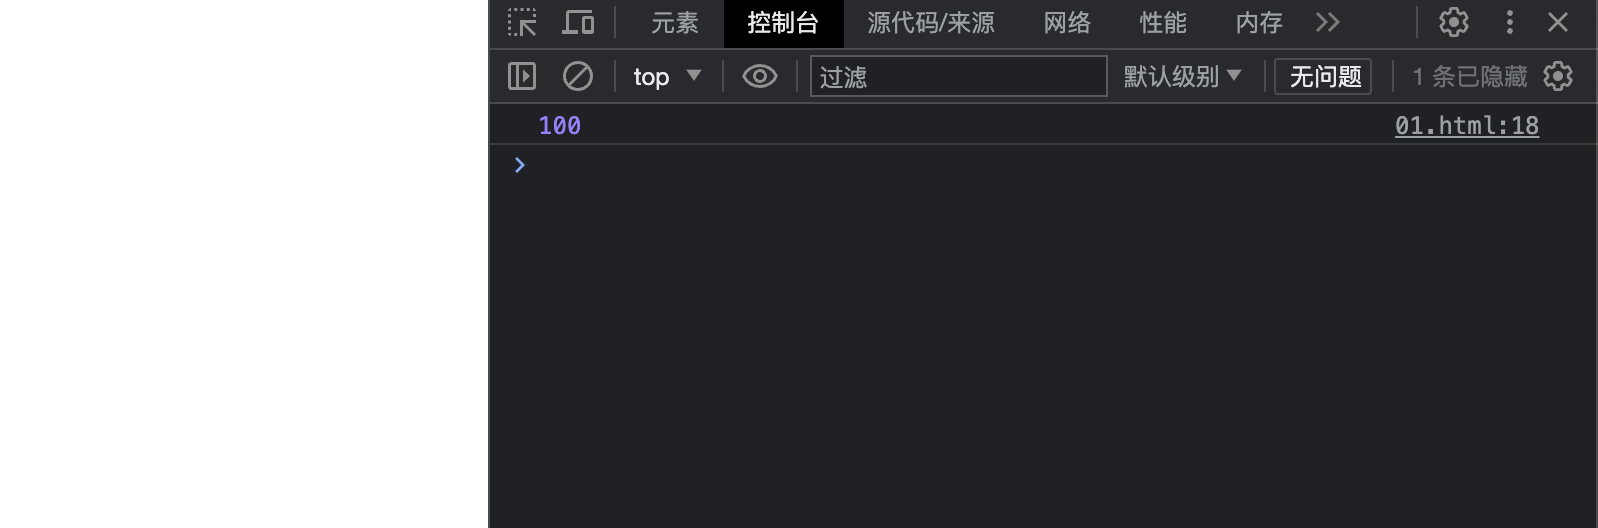 元素 控制台 源代码/来源 网络 性能 内存
top 过滤 默认级别 无问题 1 条已隐藏
100 01.html:18